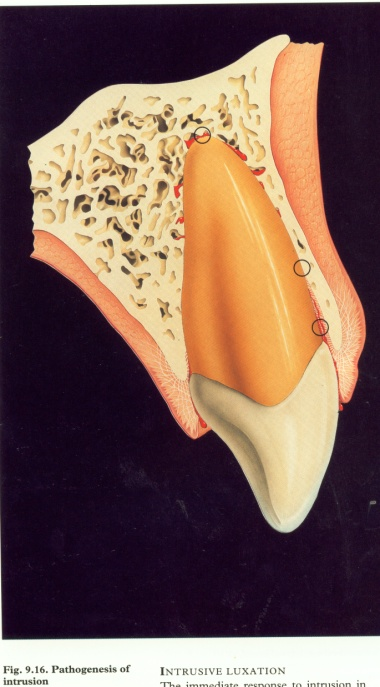 Fig. 9.16. Pathogenesis of
intrusion
INTRUSIVE LUXATION
The immediate response to intrusion in